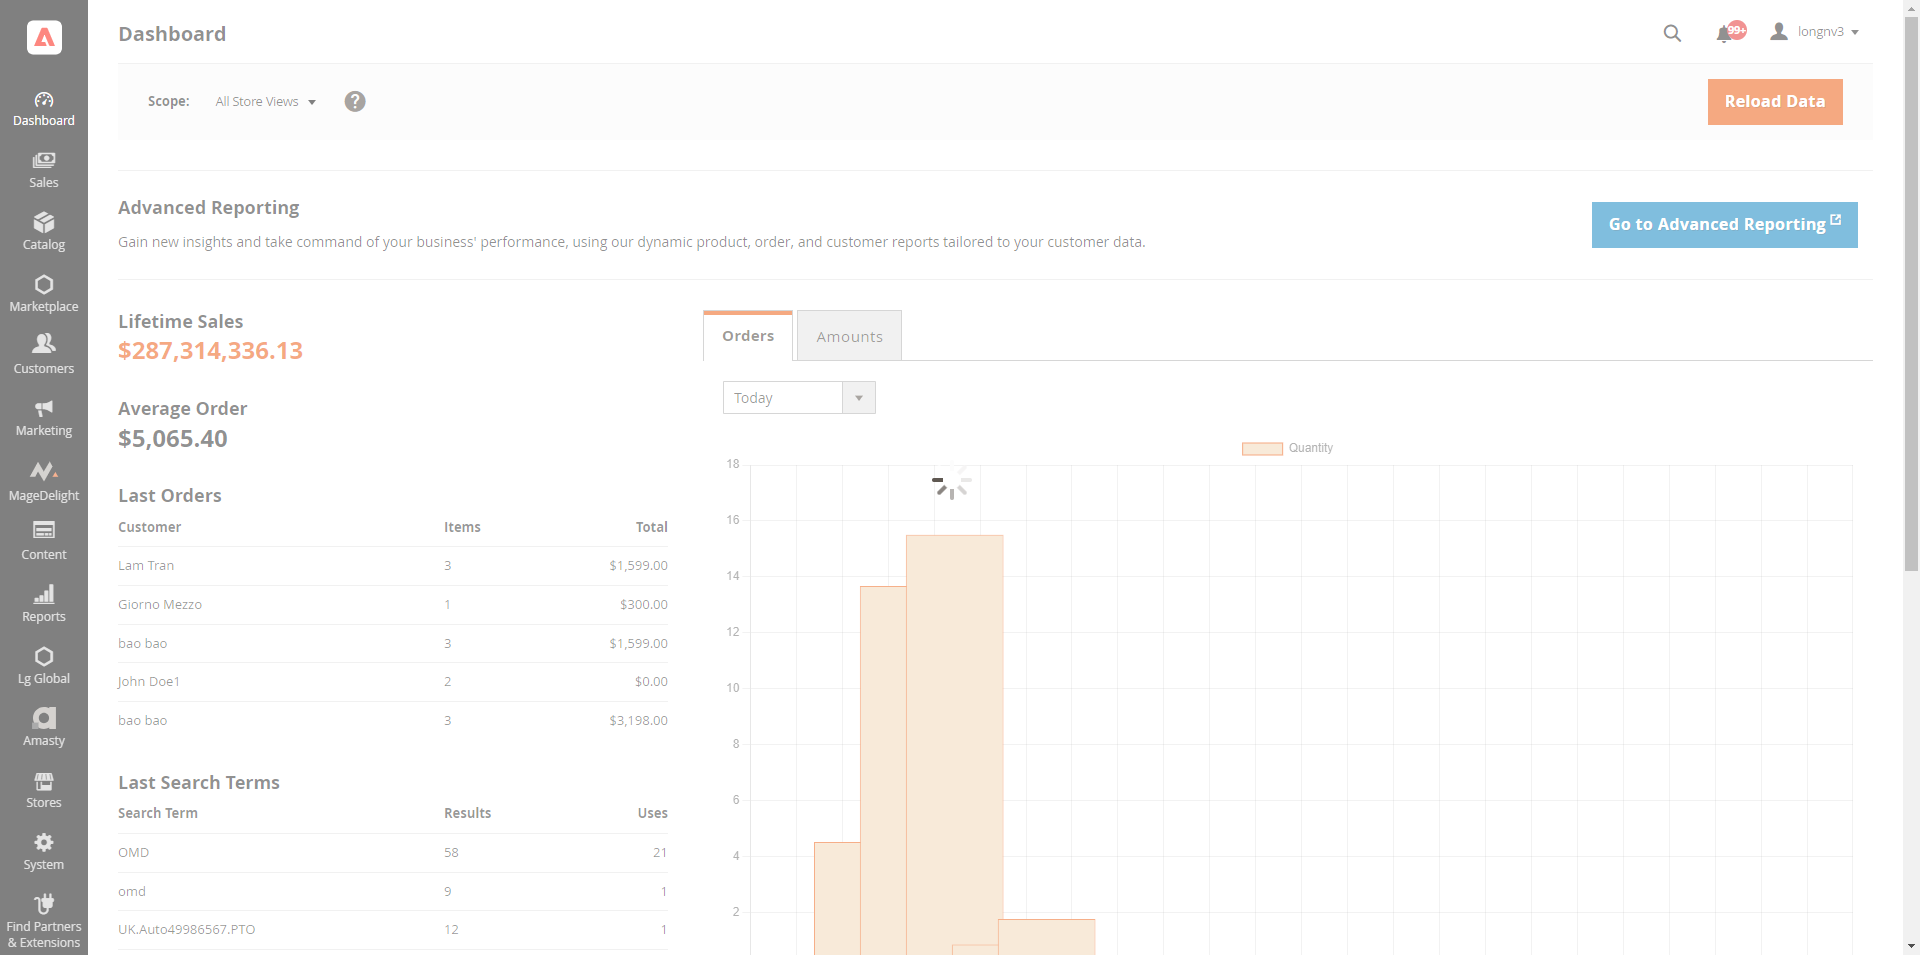 Dashboard
99+
longnv3
Scope:
All Store Views
?
Reload Data
Dashboard
Sales
Catalog
Marketplace
Customers
Marketing
MageDelight
Content
Reports
Lg Global
Amasty
Stores
System
Find Partners
& Extensions
Advanced Reporting
Gain new insights and take command of your business' performance, using our dynamic product, order, and customer reports tailored to your customer data.
Go to Advanced Reporting
Lifetime Sales
$287,314,336.13
Average Order
$5,065.40
Last Orders
Customer Items Total
Lam Tran 3 $1,599.00
Giorno Mezzo 1 $300.00
bao bao 3 $1,599.00
John Doe1 2 $0.00
bao bao 3 $3,198.00
Last Search Terms
Search Term Results Uses
OMD 58 21
omd 9 1
UK.Auto49986567.PTO 12 1
Orders
Amounts
Today
Quantity
18
16
14
12
10
8
6
4
2